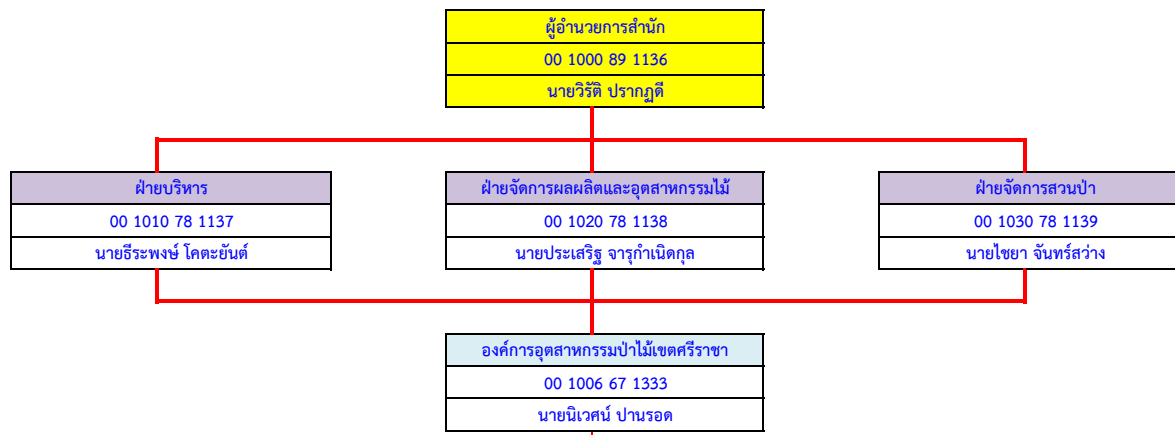 ผู้อำนวยการสำนัก
00 1000 89 1136
นายวิรัติ ปรากฏดี
ฝ่ายบริหาร
00 1010 78 1137
นายธีระพงษ์ โคตะยันต์
ฝ่ายจัดการผลผลิตและอุตสาหกรรมไม้
00 1020 78 1138
นายประเสริฐ จารุกำเนิดกุล
ฝ่ายจัดการสวนป่า
00 1030 78 1139
นายไชยา จันทร์สว่าง
องค์การอุตสาหกรรมป่าไม้เขตศรีราชา
00 1006 67 1333
นายนิเวศน์ ปานรอด